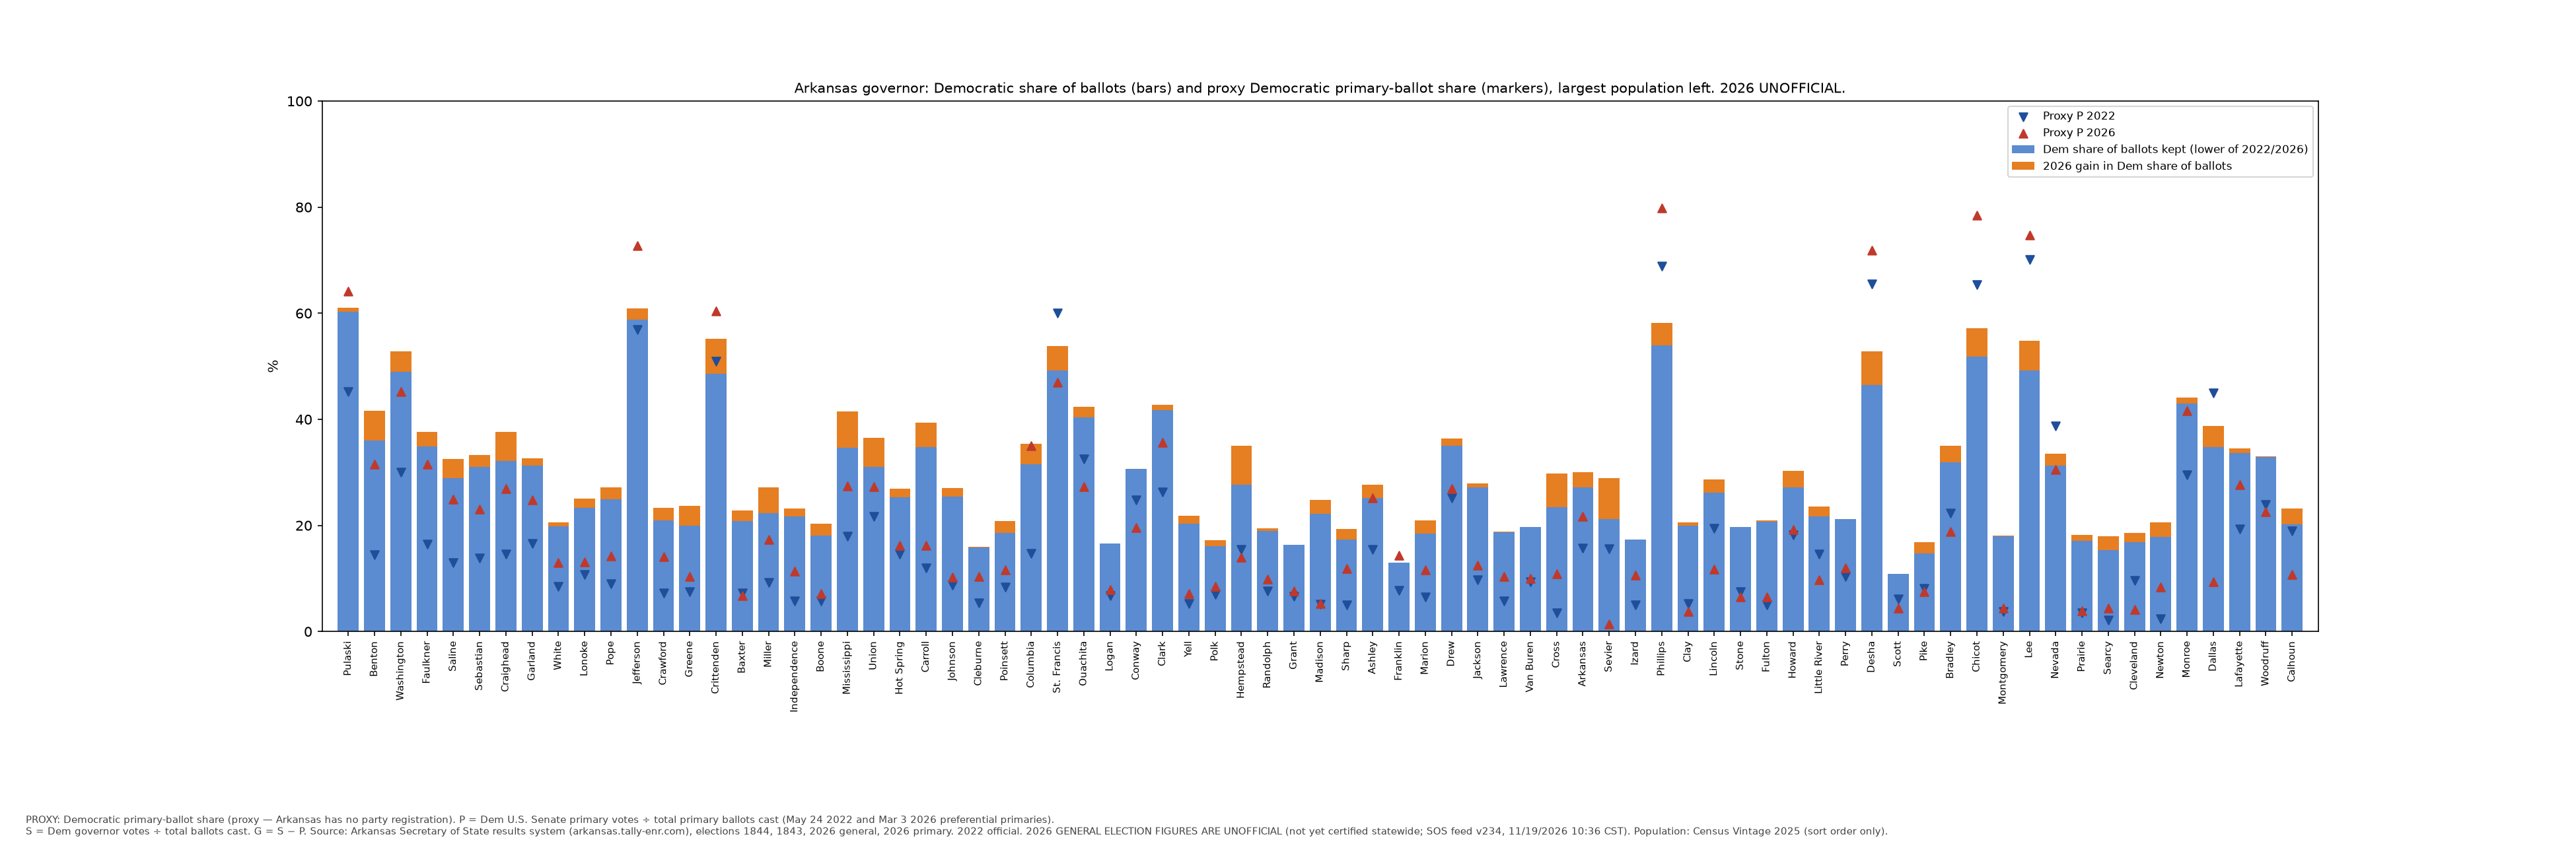 Arkansas governor: Democratic share of ballots (bars) and proxy Democratic primary-ballot share (markers), largest population left. 2026 UNOFFICIAL.
100
80
60
40
20
0
%
Proxy P 2022
Proxy P 2026
Dem share of ballots kept (lower of 2022/2026)
2026 gain in Dem share of ballots
Pulaski
Benton
Washington
Faulkner
Saline
Sebastian
Craighead
Garland
White
Lonoke
Pope
Jefferson
Crawford
Greene
Crittenden
Baxter
Miller
Independence
Boone
Mississippi
Union
Hot Spring
Carroll
Johnson
Cleburne
Poinsett
Columbia
St. Francis
Ouachita
Logan
Conway
Clark
Yell
Polk
Hempstead
Randolph
Grant
Madison
Sharp
Ashley
Franklin
Marion
Drew
Jackson
Lawrence
Van Buren
Cross
Arkansas
Sevier
Izard
Phillips
Clay
Lincoln
Stone
Fulton
Howard
Little River
Perry
Desha
Scott
Pike
Bradley
Chicot
Montgomery
Lee
Nevada
Prairie
Searcy
Cleveland
Newton
Monroe
Dallas
Lafayette
Woodruff
Calhoun
PROXY: Democratic primary-ballot share (proxy — Arkansas has no party registration). P = Dem U.S. Senate primary votes ÷ total primary ballots cast (May 24 2022 and Mar 3 2026 preferential primaries).
S = Dem governor votes ÷ total ballots cast. G = S − P. Source: Arkansas Secretary of State results system (arkansas.tally-enr.com), elections 1844, 1843, 2026 general, 2026 primary. 2022 official. 2026 GENERAL ELECTION FIGURES ARE UNOFFICIAL (not yet certified statewide; SOS feed v234, 11/19/2026 10:36 CST). Population: Census Vintage 2025 (sort order only).